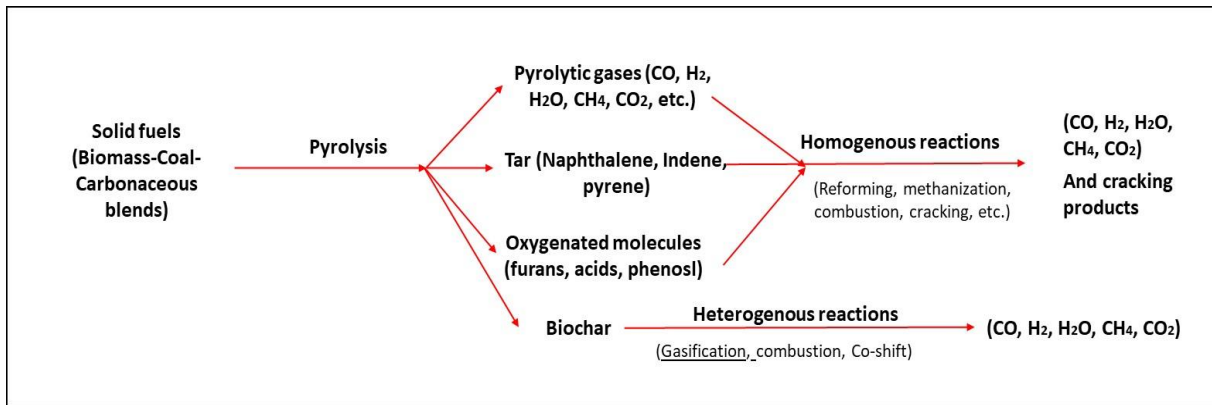 Solid fuels
(Biomass-Coal-
Carbonaceous
blends)
Pyrolysis
Pyrolytic gases (CO, H₂,
H₂O, CH₄, CO₂, etc.)
Tar (Naphthalene, Indene,
pyrene)
Oxygenated molecules
(furans, acids, phenosl)
Biochar
Homogenous reactions
(Reforming, methanization,
combustion, cracking, etc.)
(CO, H₂, H₂O,
CH₄, CO₂)
And cracking
products
Heterogenous reactions
(Gasification, combustion, Co-shift)
(CO, H₂, H₂O, CH₄, CO₂)